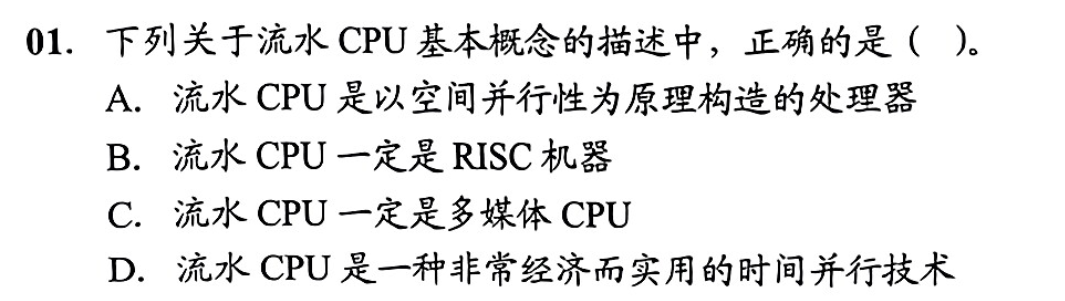 01. 下列关于流水 CPU 基本概念的描述中，正确的是（　）。
A. 流水 CPU 是以空间并行性为原理构造的处理器
B. 流水 CPU 一定是 RISC 机器
C. 流水 CPU 一定是多媒体 CPU
D. 流水 CPU 是一种非常经济而实用的时间并行技术